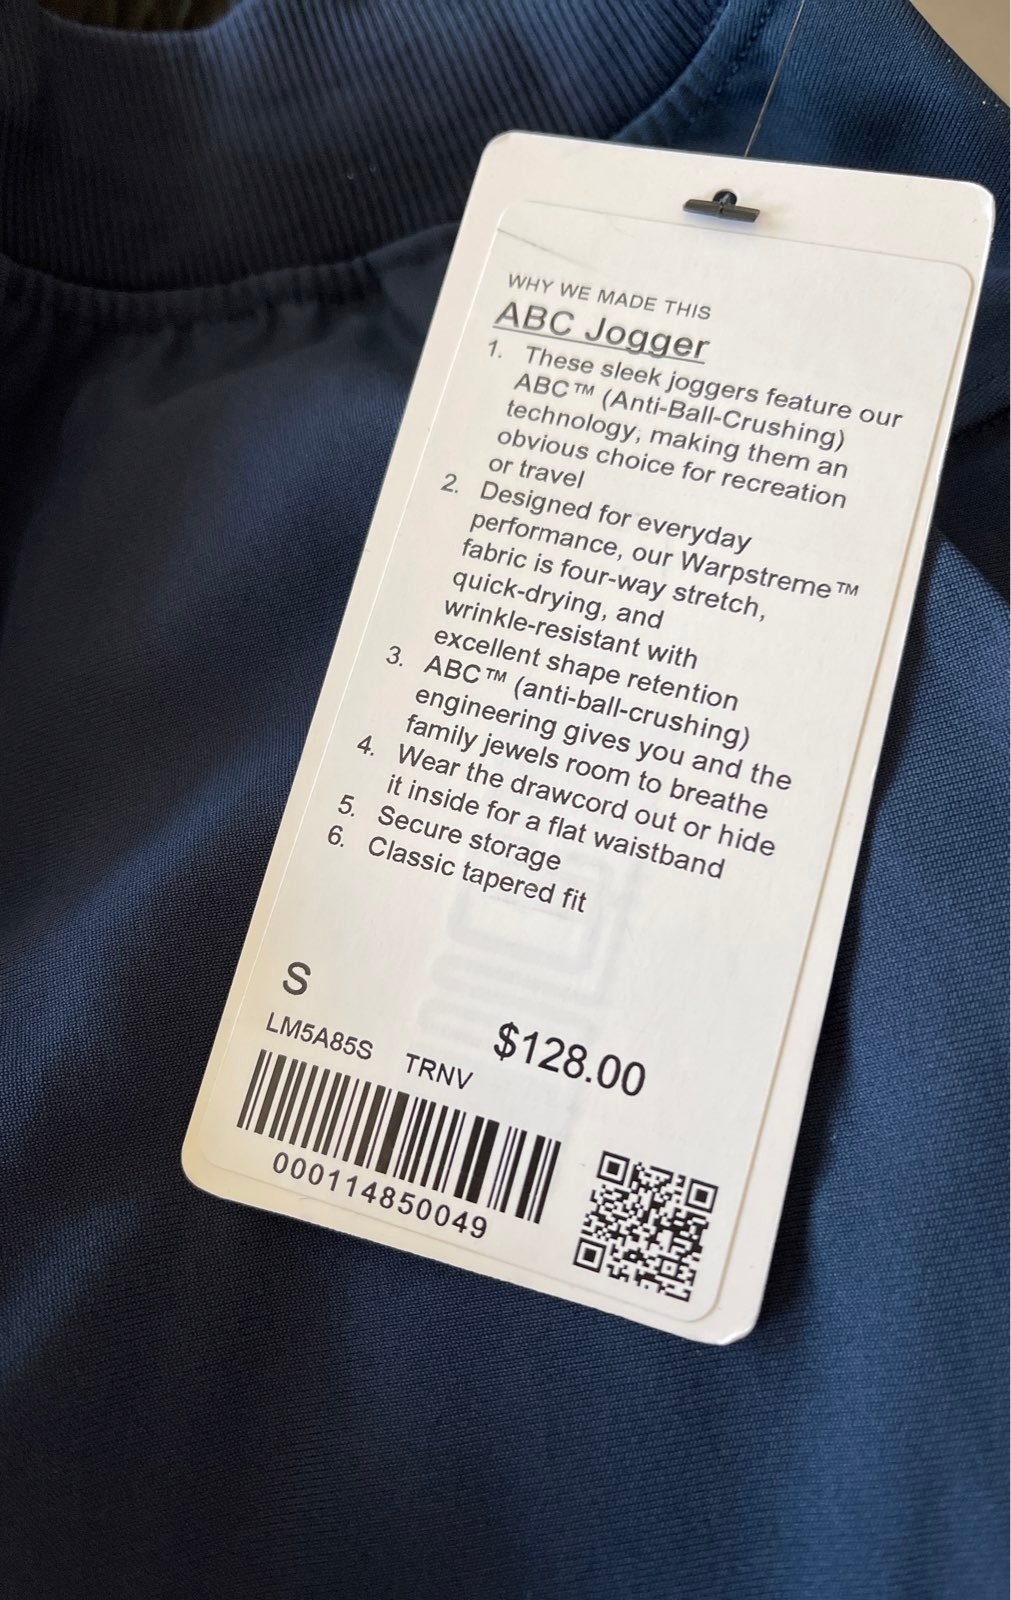 WHY WE MADE THIS
ABC Jogger
1. These sleek joggers feature our
ABC™ (Anti-Ball-Crushing)
technology, making them an
obvious choice for recreation
or travel
2. Designed for everyday
performance, our Warpstreme™
fabric is four-way stretch,
quick-drying, and
wrinkle-resistant with
excellent shape retention
3. ABC™ (anti-ball-crushing)
engineering gives you and the
family jewels room to breathe
4. Wear the drawcord out or hide
it inside for a flat waistband
5. Secure storage
6. Classic tapered fit
S
LM5A85S TRNV $128.00
000114850049